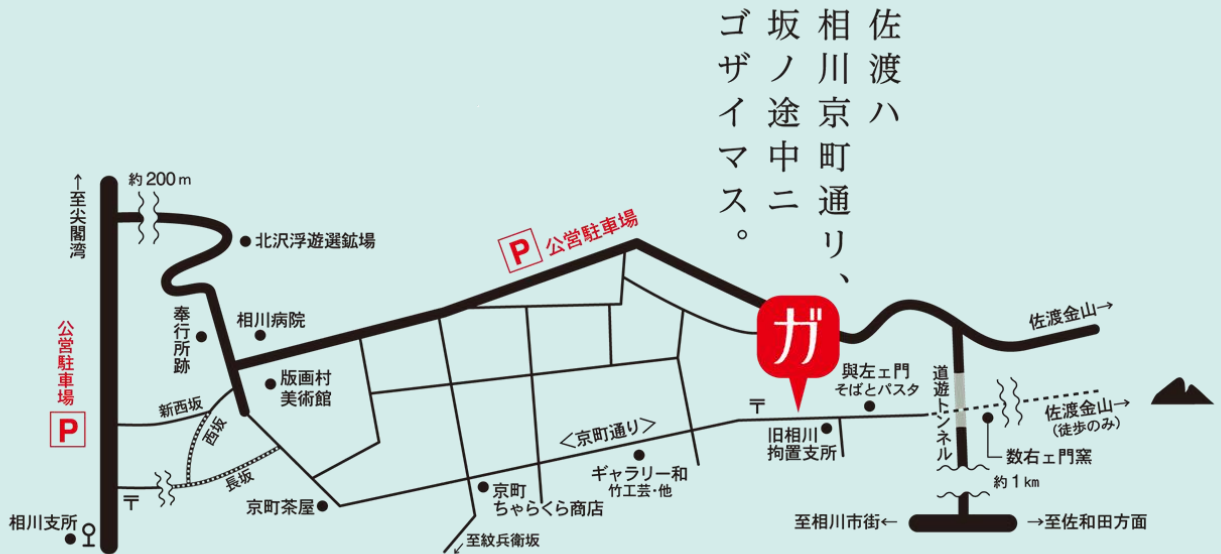 佐渡ハ
相川京町通リ、
坂ノ途中ニ
ゴザイマス。
↑至尖閣湾
約200m
北沢浮遊選鉱場
P 公営駐車場
ガ
佐渡金山→
公営駐車場
P
奉行所跡
相川病院
版画村
美術館
新西坂
西坂
長坂
〒
京町茶屋
相川支所
<京町通り>
〒
旧相川
拘置支所
與左ェ門
そばとパスタ
道遊トンネル
佐渡金山→
(徒歩のみ)
数右ェ門窯
ギャラリー和
竹工芸・他
京町
ちゃらくら商店
至紋兵衛坂
約1km
至相川市街←
→至佐和田方面